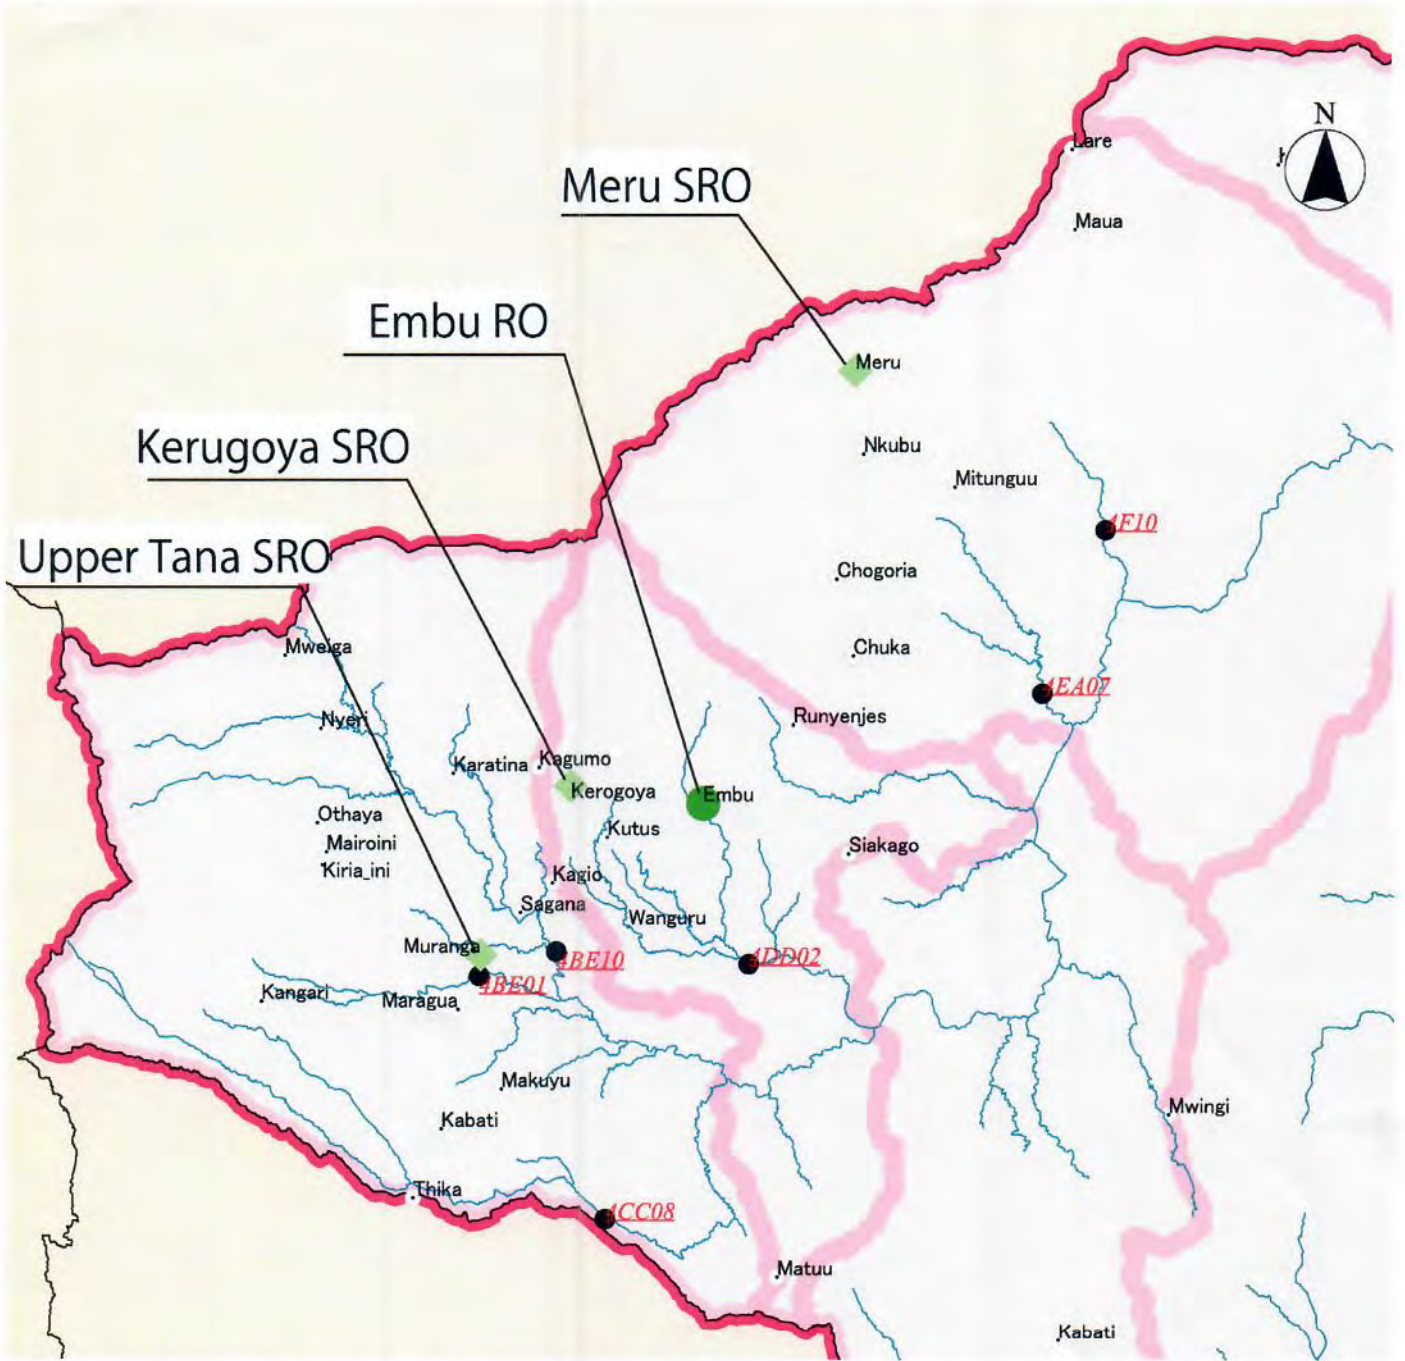 N
Lare
Meru SRO
Maua
Embu RO
Meru
Kerugoya SRO
Nkubu
Mitunguu
4F10
Upper Tana SRO
Chogoria
Mweiga
Chuka
4EA07
Nyeri
Runyenjes
Karatina
Kagumo
Kerogoya
Embu
Othaya
Kutus
Mairoini
Siakago
Kiria_ini
Kagio
Sagana
Wanguru
Muranga
4BE10
4DD02
4BE01
Kangari
Maragua
Makuyu
Kabati
Mwingi
Thika
4CC08
Matuu
Kabati